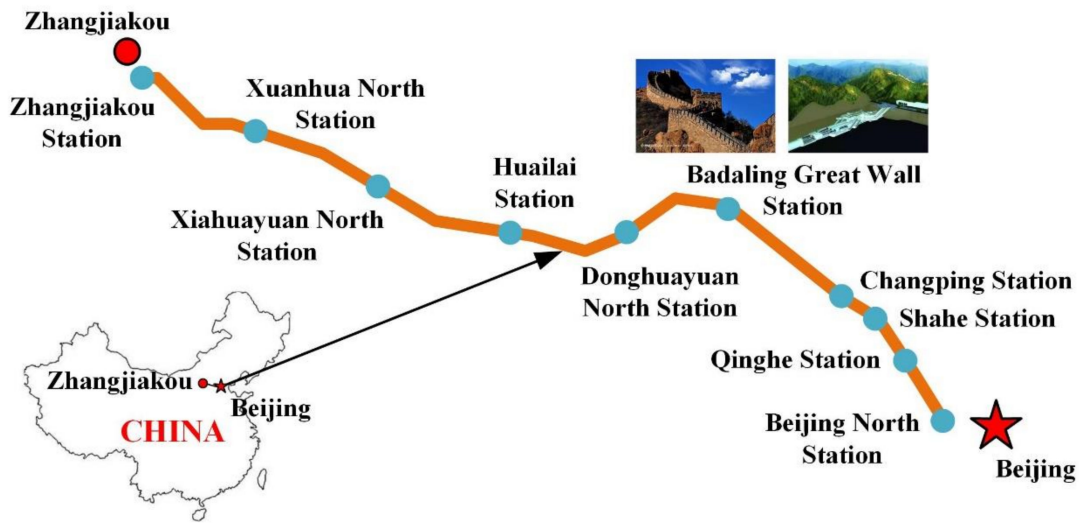 Zhangjiakou
Zhangjiakou
Station
Xuanhua North
Station
Xiahuayuan North
Station
Huailai
Station
Donghuayuan
North Station
Badaling Great Wall
Station
Changping Station
Shahe Station
Qinghe Station
Beijing North
Station
Beijing
Zhangjiakou
Beijing
CHINA